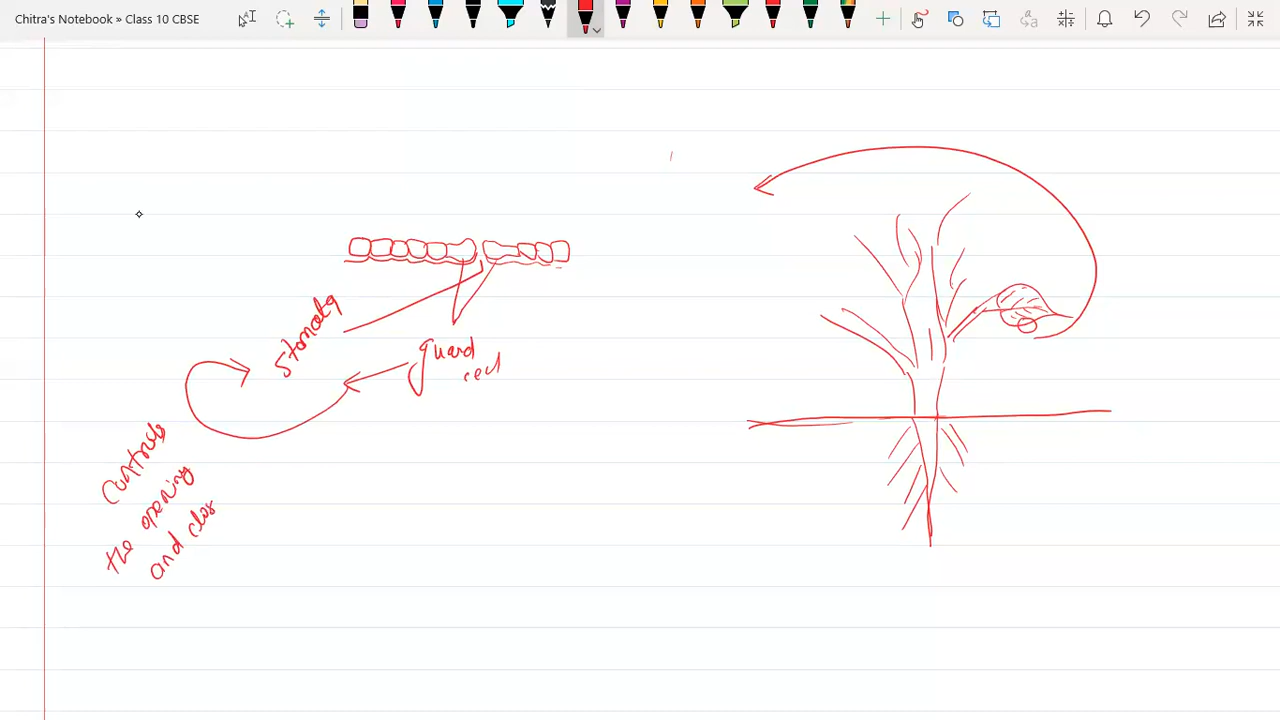 Chitra's Notebook » Class 10 CBSE
stomata
guard
cell
controls
the opening
and clos